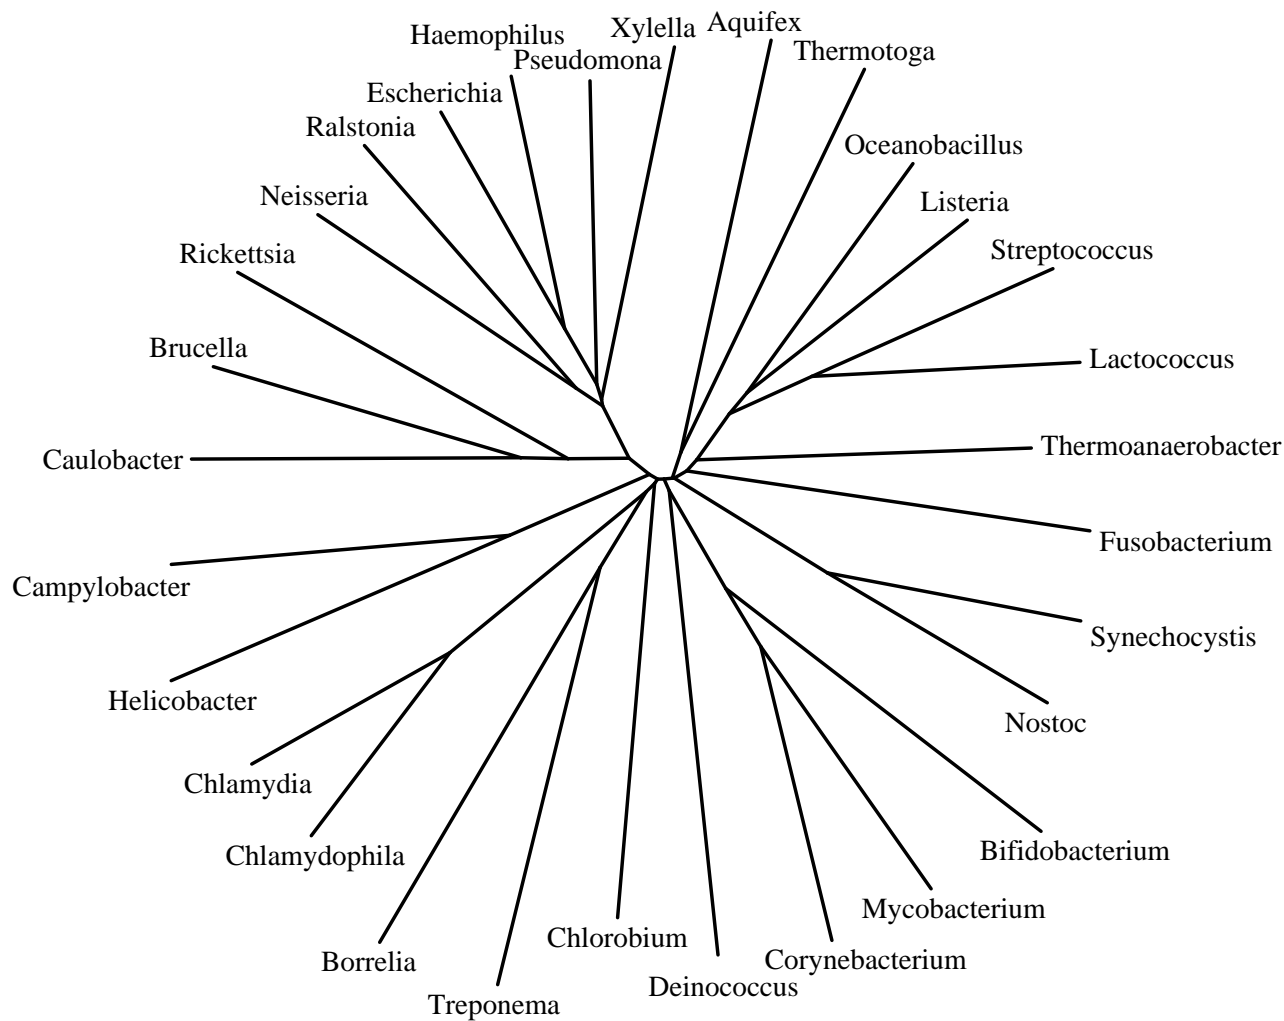 Aquifex
Xylella
Haemophilus
Thermotoga
Pseudomona
Escherichia
Ralstonia
Oceanobacillus
Neisseria
Listeria
Streptococcus
Rickettsia
Brucella
Lactococcus
Thermoanaerobacter
Caulobacter
Fusobacterium
Campylobacter
Synechocystis
Helicobacter
Nostoc
Chlamydia
Bifidobacterium
Chlamydophila
Mycobacterium
Chlorobium
Corynebacterium
Borrelia
Deinococcus
Treponema